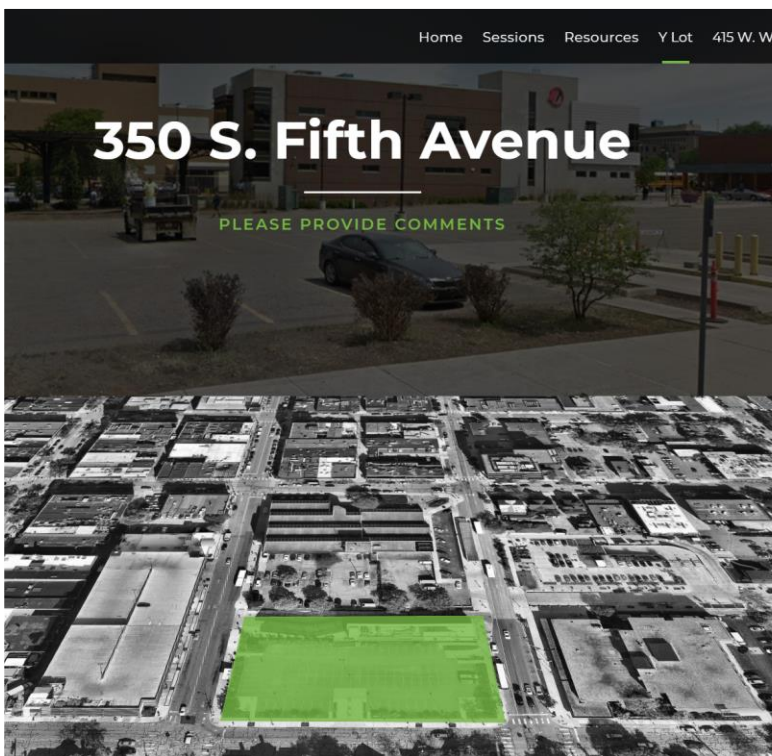 Home Sessions Resources Y Lot 415 W. W
350 S. Fifth Avenue
PLEASE PROVIDE COMMENTS